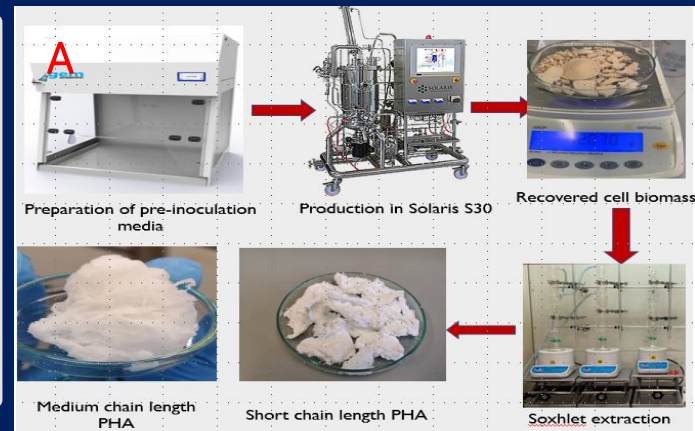 A
Preparation of pre-inoculation
media
SOLARIS
Production in Solaris S30
Recovered cell biomass
Medium chain length
PHA
Short chain length PHA
Soxhlet extraction